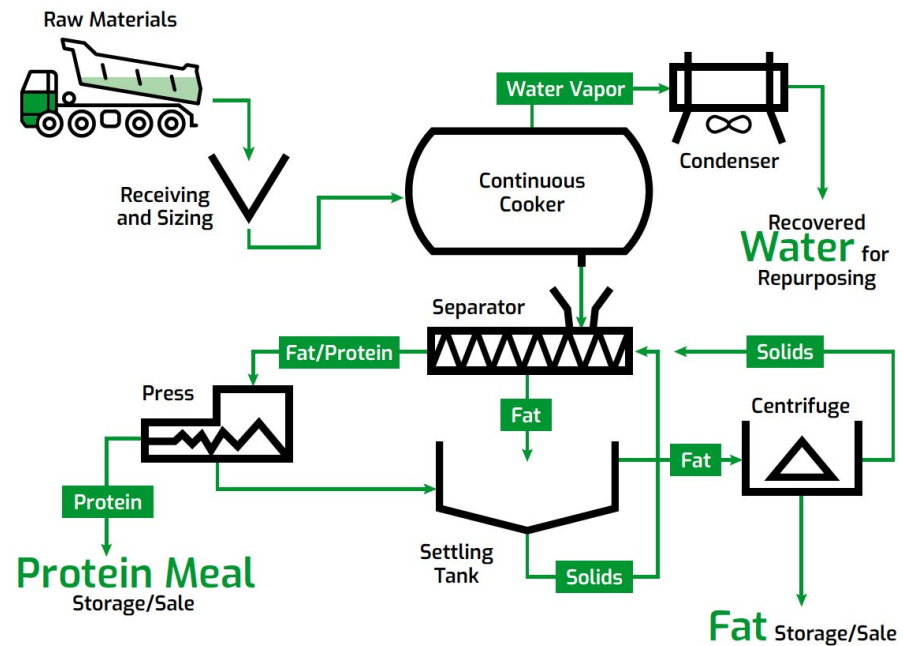 Raw Materials
Water Vapor
Condenser
Receiving
and Sizing
Continuous
Cooker
Recovered
Water for
Repurposing
Separator
Fat/Protein
Solids
Press
Fat
Centrifuge
Fat
Protein
Settling
Tank
Solids
Protein Meal
Storage/Sale
Fat Storage/Sale